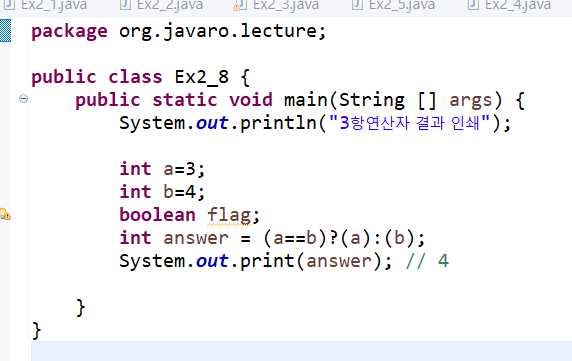 Ex2_1.java Ex2_2.java Ex2_3.java Ex2_5.java Ex2_4.java
package org.javaro.lecture;
public class Ex2_8 {
public static void main(String [] args) {
System.out.println("3항연산자 결과 인쇄");
int a=3;
int b=4;
boolean flag;
int answer = (a==b)?(a):(b);
System.out.print(answer); // 4
}
}